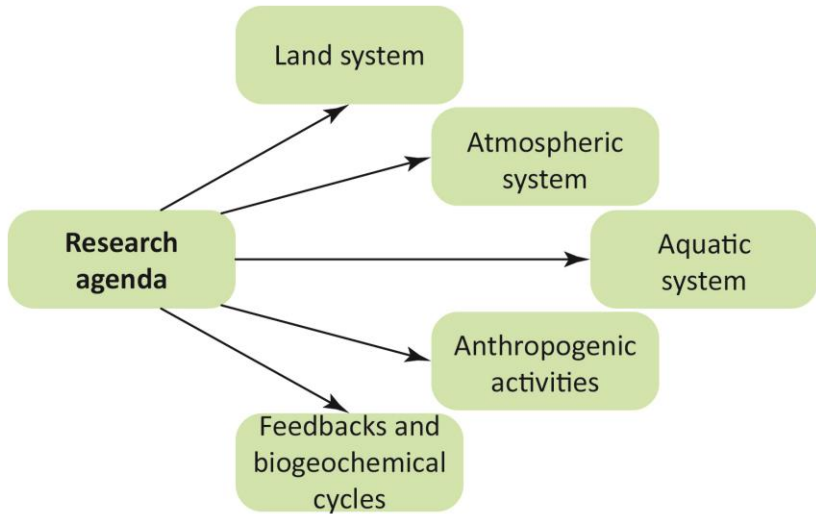 Land system
Atmospheric
system
Research
agenda
Aquatic
system
Anthropogenic
activities
Feedbacks and
biogeochemical
cycles